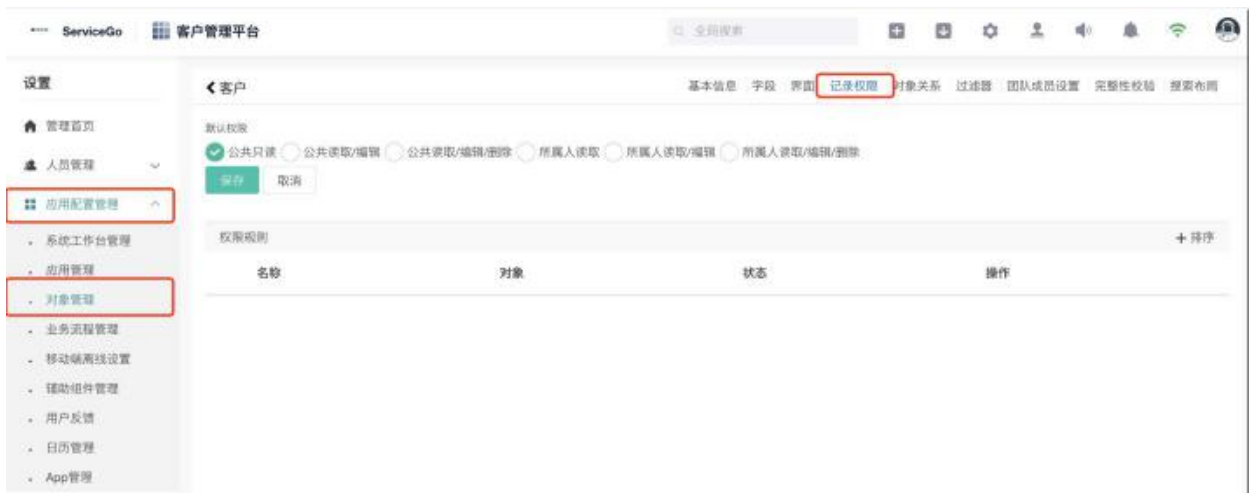 ServiceGo 客户管理平台 全局搜索
设置
客户 基本信息 字段 界面 记录权限 对象关系 过滤器 团队成员设置 完整性校验 搜索布局
管理首页
默认权限
公共只读 公共读取/编辑 公共读取/编辑/删除 所属人读取 所属人读取/编辑 所属人读取/编辑/删除
人员管理
保存 取消
应用配置管理
权限规则 + 排序
系统工作台管理
应用管理
名称 对象 状态 操作
对象管理
业务流程管理
移动端离线设置
辅助组件管理
用户反馈
日历管理
App管理